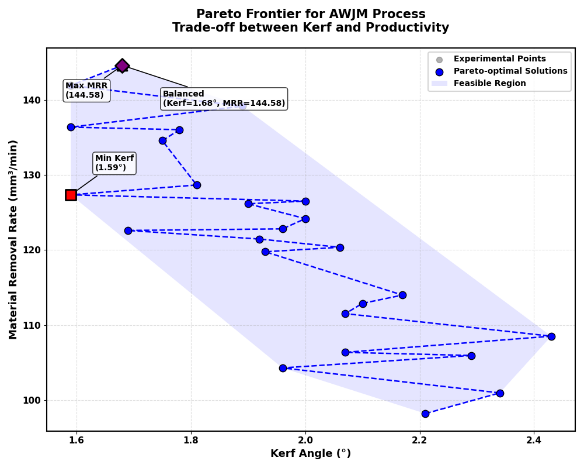 Pareto Frontier for AWJM Process
Trade-off between Kerf and Productivity
Experimental Points
Pareto-optimal Solutions
Feasible Region
Max MRR
(144.58)
Balanced
(Kerf=1.68°, MRR=144.58)
Min Kerf
(1.59°)
Material Removal Rate (mm³/min)
140
130
120
110
100
1.6
1.8
2.0
2.2
2.4
Kerf Angle (°)